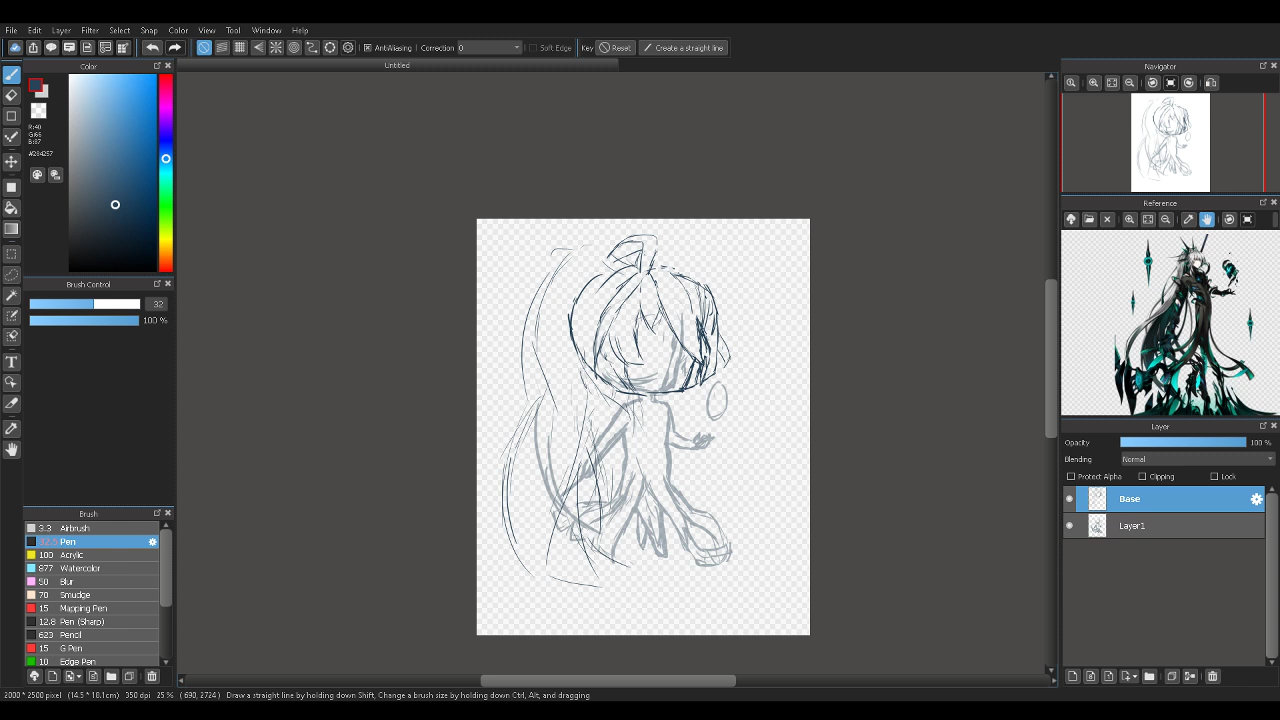 File Edit Layer Filter Select Snap Color View Tool Window Help
AntiAliasing Correction 0 Soft Edge Key Reset Create a straight line
Color
Untitled
Navigator
R:40
G:66
B:87
#284257
Reference
Brush Control
32
100 %
Layer
Opacity 100 %
Blending Normal
Protect Alpha Clipping Lock
Base
Layer1
Brush
3.3 Airbrush
Pen
100 Acrylic
877 Watercolor
50 Blur
70 Smudge
15 Mapping Pen
12.8 Pen (Sharp)
623 Pencil
15 G Pen
10 Edge Pen
2000 * 2500 pixel (14.5 * 18.1cm) 350 dpi 25 % ( 690, 2724 ) Draw a straight line by holding down Shift, Change a brush size by holding down Ctrl, Alt, and dragging